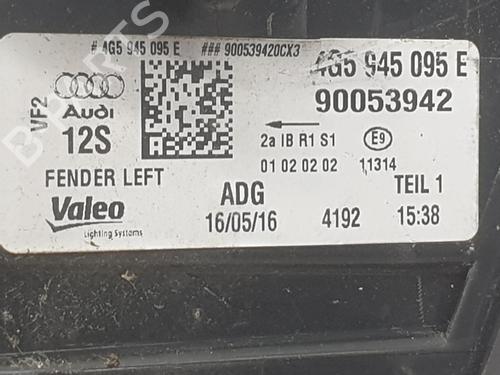 # 4G5 945 095 E ### 900539420CX3
4G5 945 095 E
90053942
VF2
Audi
12S
2a IB R1 S1 E9
01 02 02 02 11314
FENDER LEFT
ADG
TEIL 1
Valeo
Lighting Systems
16/05/16 4192 15:38
B-PARTS